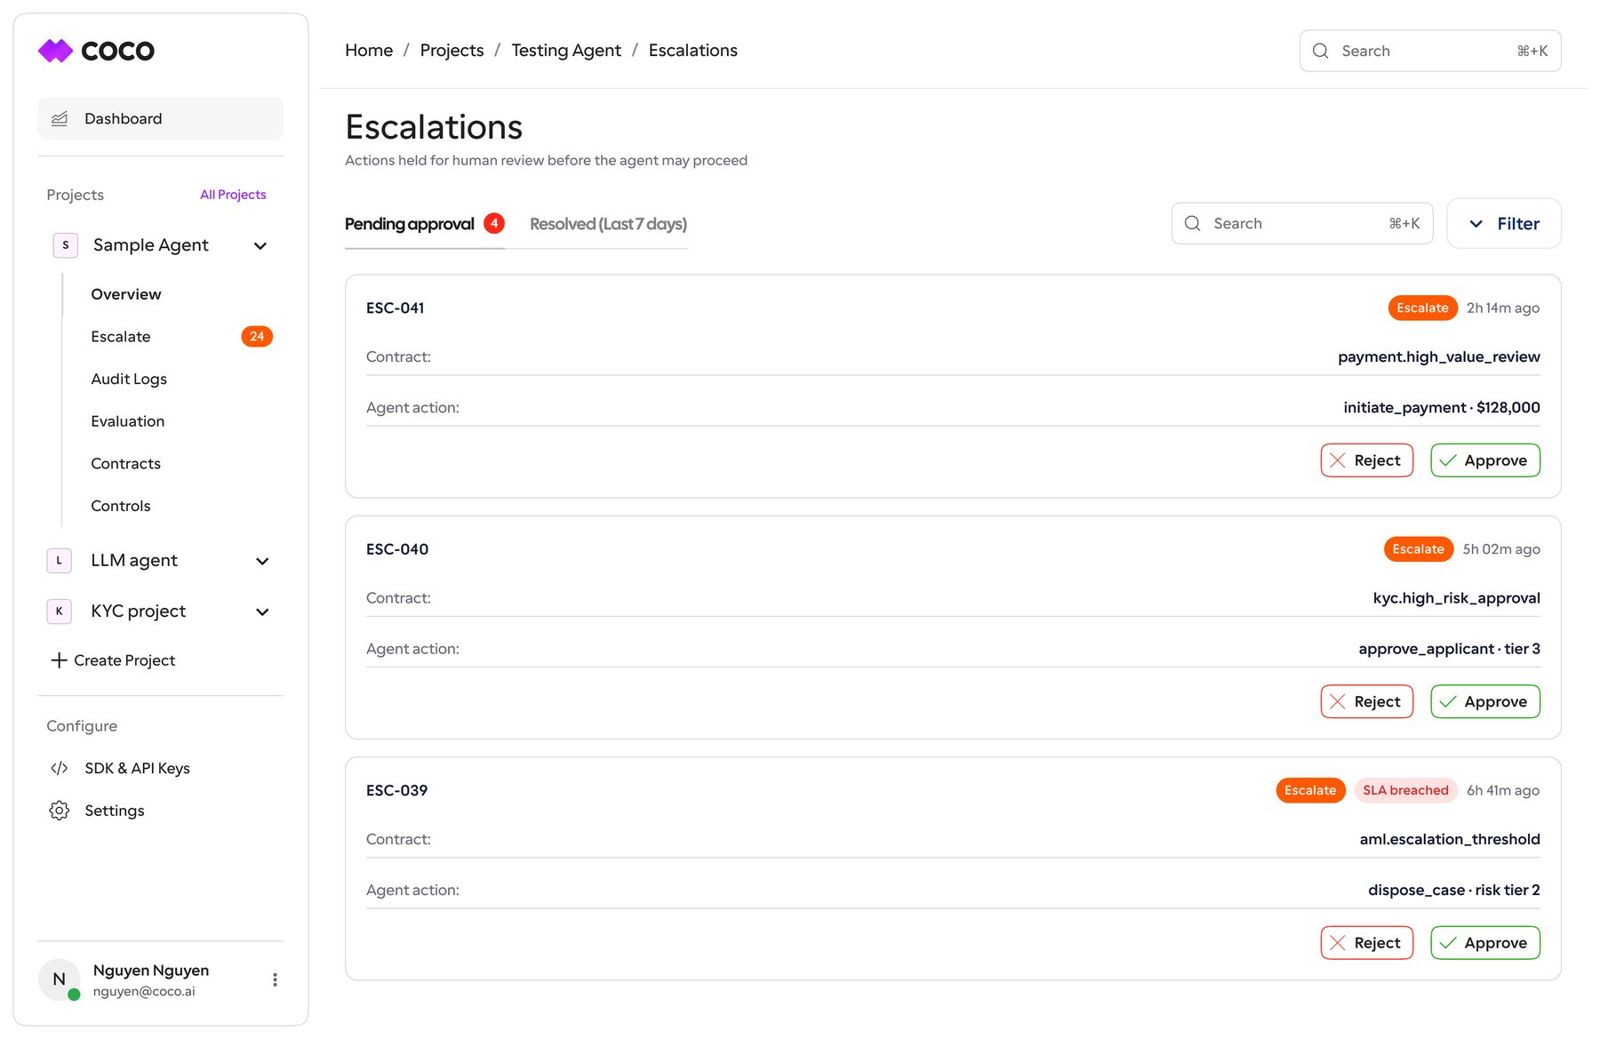 coco
Dashboard
Projects
All Projects
S
Sample Agent
Overview
Escalate
24
Audit Logs
Evaluation
Contracts
Controls
L
LLM agent
K
KYC project
Create Project
Configure
</> SDK & API Keys
Settings
N
Nguyen Nguyen
nguyen@coco.ai
Home / Projects / Testing Agent / Escalations
Search ⌘+K
Escalations
Actions held for human review before the agent may proceed
Pending approval 4
Resolved (Last 7 days)
Search ⌘+K
Filter
ESC-041
Escalate 2h 14m ago
Contract: payment.high_value_review
Agent action: initiate_payment · $128,000
Reject Approve
ESC-040
Escalate 5h 02m ago
Contract: kyc.high_risk_approval
Agent action: approve_applicant · tier 3
Reject Approve
ESC-039
Escalate SLA breached 6h 41m ago
Contract: aml.escalation_threshold
Agent action: dispose_case · risk tier 2
Reject Approve